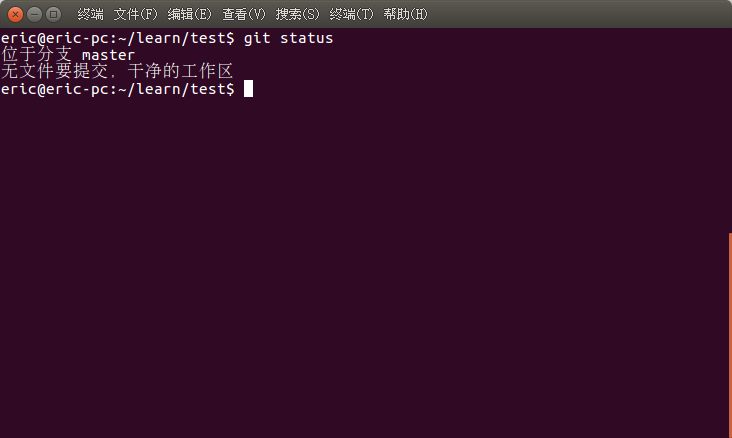 终端 文件(F) 编辑(E) 查看(V) 搜索(S) 终端(T) 帮助(H)
eric@eric-pc:~/learn/test$ git status
位于分支 master
无文件要提交，干净的工作区
eric@eric-pc:~/learn/test$